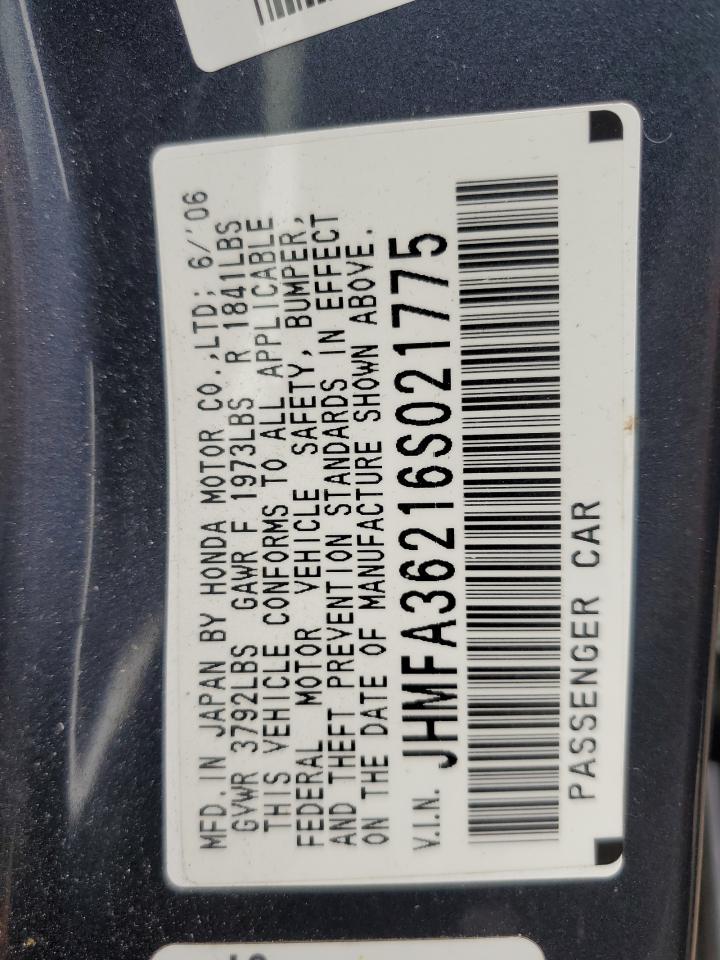 MFD. IN JAPAN BY HONDA MOTOR CO.,LTD; 6/'06
GVWR 3792LBS GAWR F 1973LBS R 1841LBS
THIS VEHICLE CONFORMS TO ALL APPLICABLE
FEDERAL MOTOR VEHICLE SAFETY, BUMPER,
AND THEFT PREVENTION STANDARDS IN EFFECT
ON THE DATE OF MANUFACTURE SHOWN ABOVE.
V.I.N. JHMFA36216S021775
PASSENGER CAR